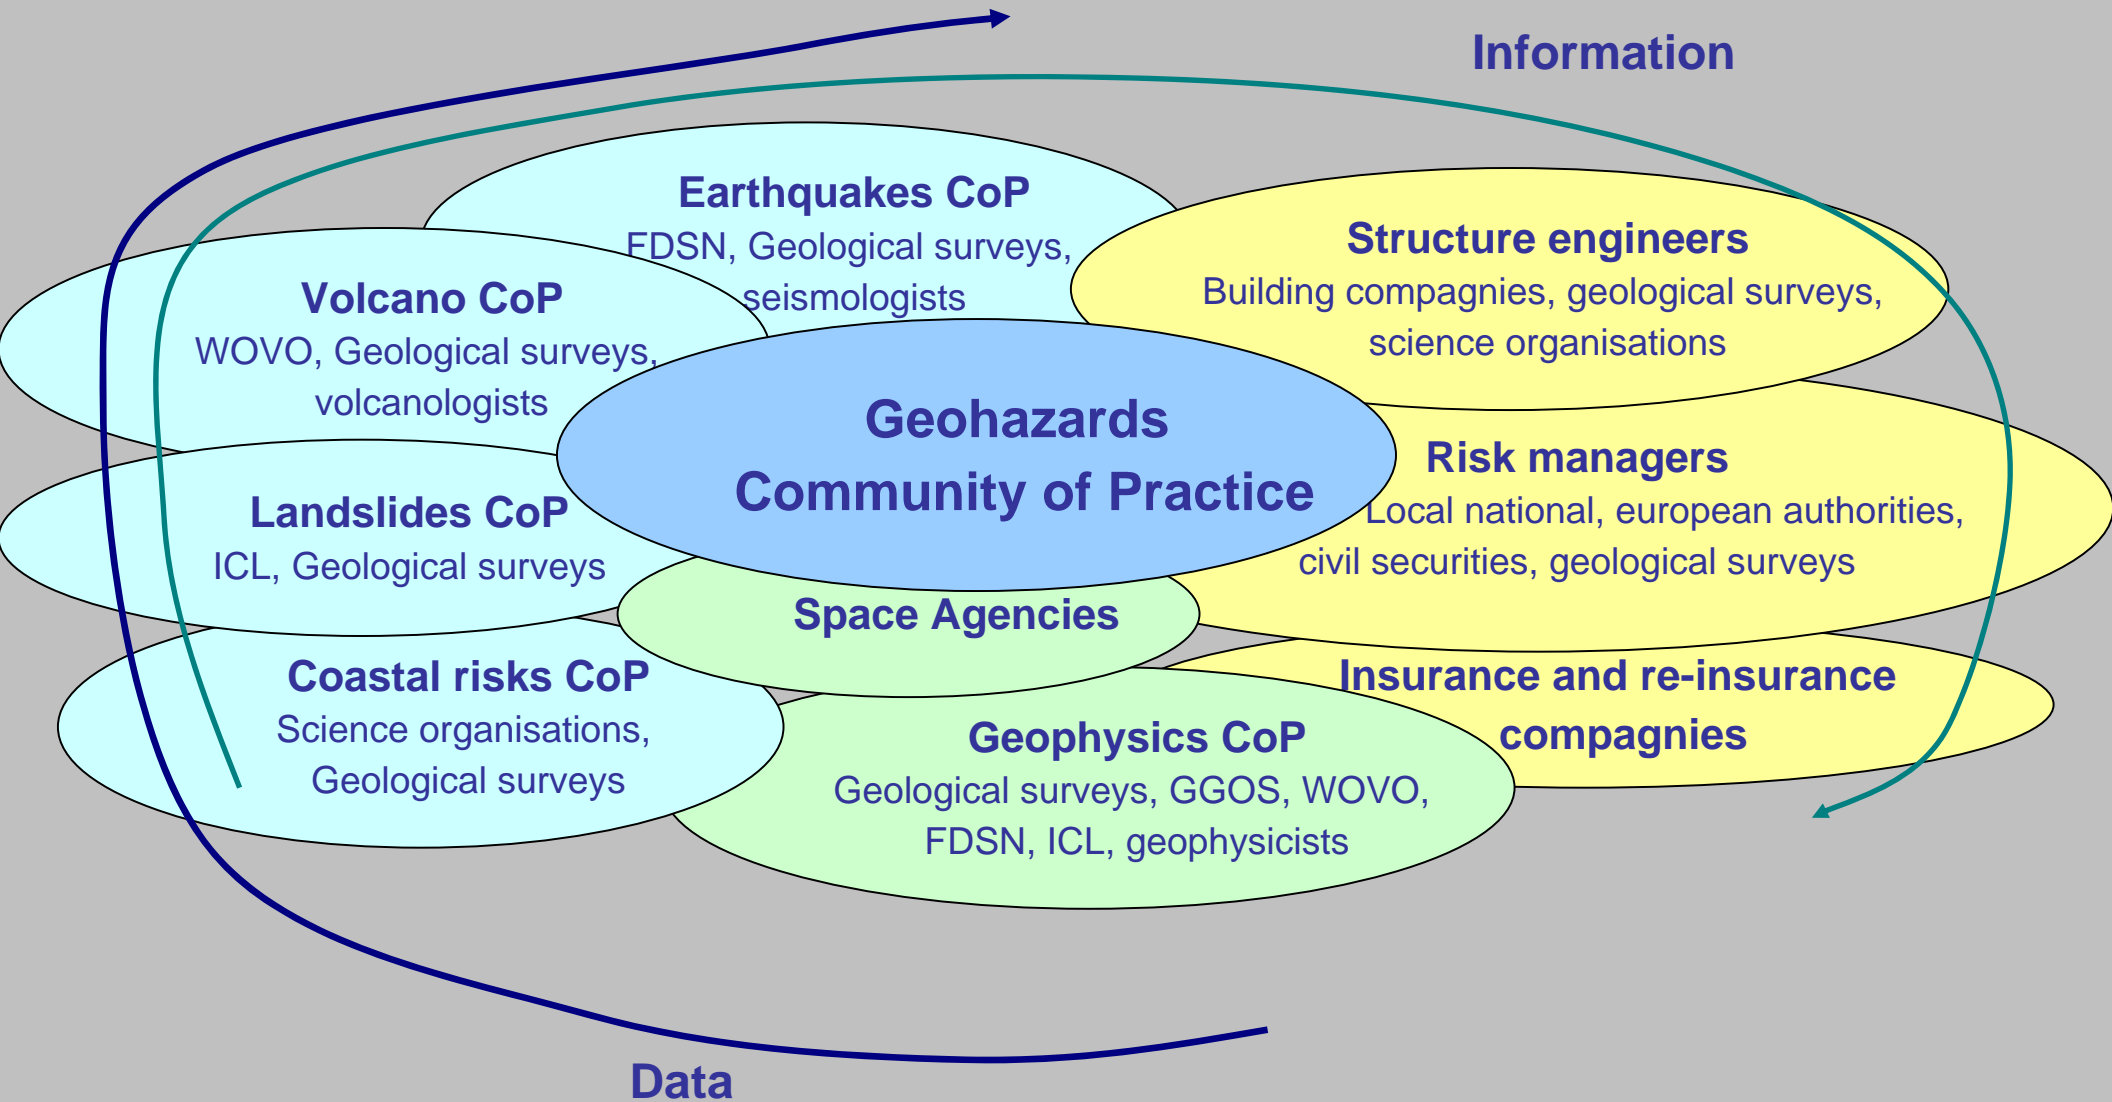 Information
Earthquakes CoP
FDSN, Geological surveys,
seismologists
Structure engineers
Building compagnies, geological surveys,
science organisations
Volcano CoP
WOVO, Geological surveys,
volcanologists
Geohazards
Community of Practice
Risk managers
Local national, european authorities,
civil securities, geological surveys
Landslides CoP
ICL, Geological surveys
Space Agencies
Coastal risks CoP
Science organisations,
Geological surveys
Insurance and re-insurance
compagnies
Geophysics CoP
Geological surveys, GGOS, WOVO,
FDSN, ICL, geophysicists
Data